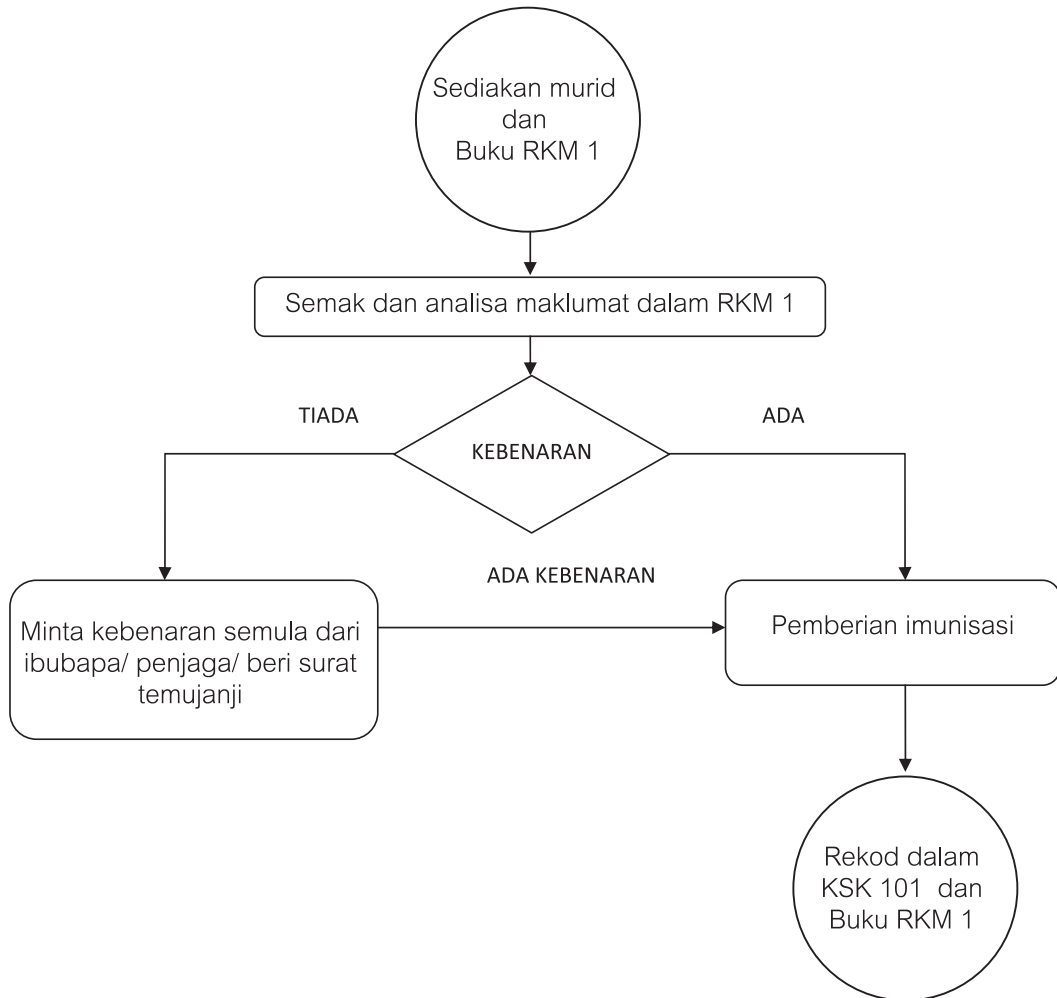 Sediakan murid
dan
Buku RKM 1
Semak dan analisa maklumat dalam RKM 1
TIADA
ADA
KEBENARAN
ADA KEBENARAN
Minta kebenaran semula dari
ibubapa/ penjaga/ beri surat
temujanji
Pemberian imunisasi
Rekod dalam
KSK 101 dan
Buku RKM 1